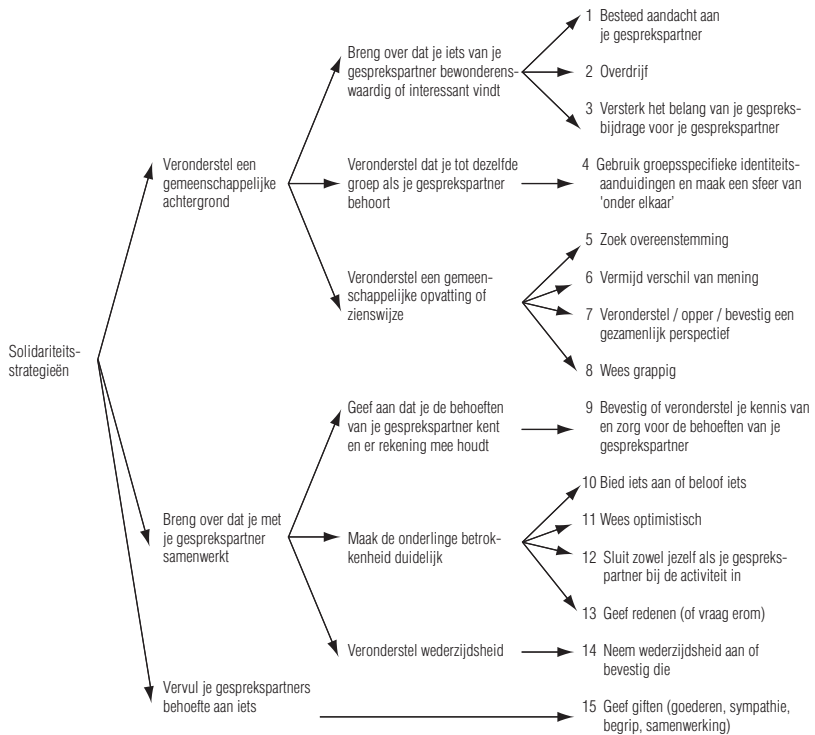 Solidariteits-
strategieën
Veronderstel een
gemeenschappelijke
achtergrond
Breng over dat je iets van je
gesprekspartner bewonderens-
waardig of interessant vindt
1 Besteed aandacht aan
je gesprekspartner
2 Overdrijf
3 Versterk het belang van je gespreks-
bijdrage voor je gesprekspartner
Veronderstel dat je tot dezelfde
groep als je gesprekspartner
behoort
4 Gebruik groepsspecifieke identiteits-
aanduidingen en maak een sfeer van
'onder elkaar'
Veronderstel een gemeen-
schappelijke opvatting of
zienswijze
5 Zoek overeenstemming
6 Vermijd verschil van mening
7 Veronderstel / opper / bevestig een
gezamenlijk perspectief
8 Wees grappig
Breng over dat je met
je gesprekspartner
samenwerkt
Geef aan dat je de behoeften
van je gesprekspartner kent
en er rekening mee houdt
9 Bevestig of veronderstel je kennis van
en zorg voor de behoeften van je
gesprekspartner
Maak de onderlinge betrok-
kenheid duidelijk
10 Bied iets aan of beloof iets
11 Wees optimistisch
12 Sluit zowel jezelf als je gespreks-
partner bij de activiteit in
13 Geef redenen (of vraag erom)
Veronderstel wederzijdsheid
14 Neem wederzijdsheid aan of
bevestig die
Vervul je gesprekspartners
behoefte aan iets
15 Geef giften (goederen, sympathie,
begrip, samenwerking)